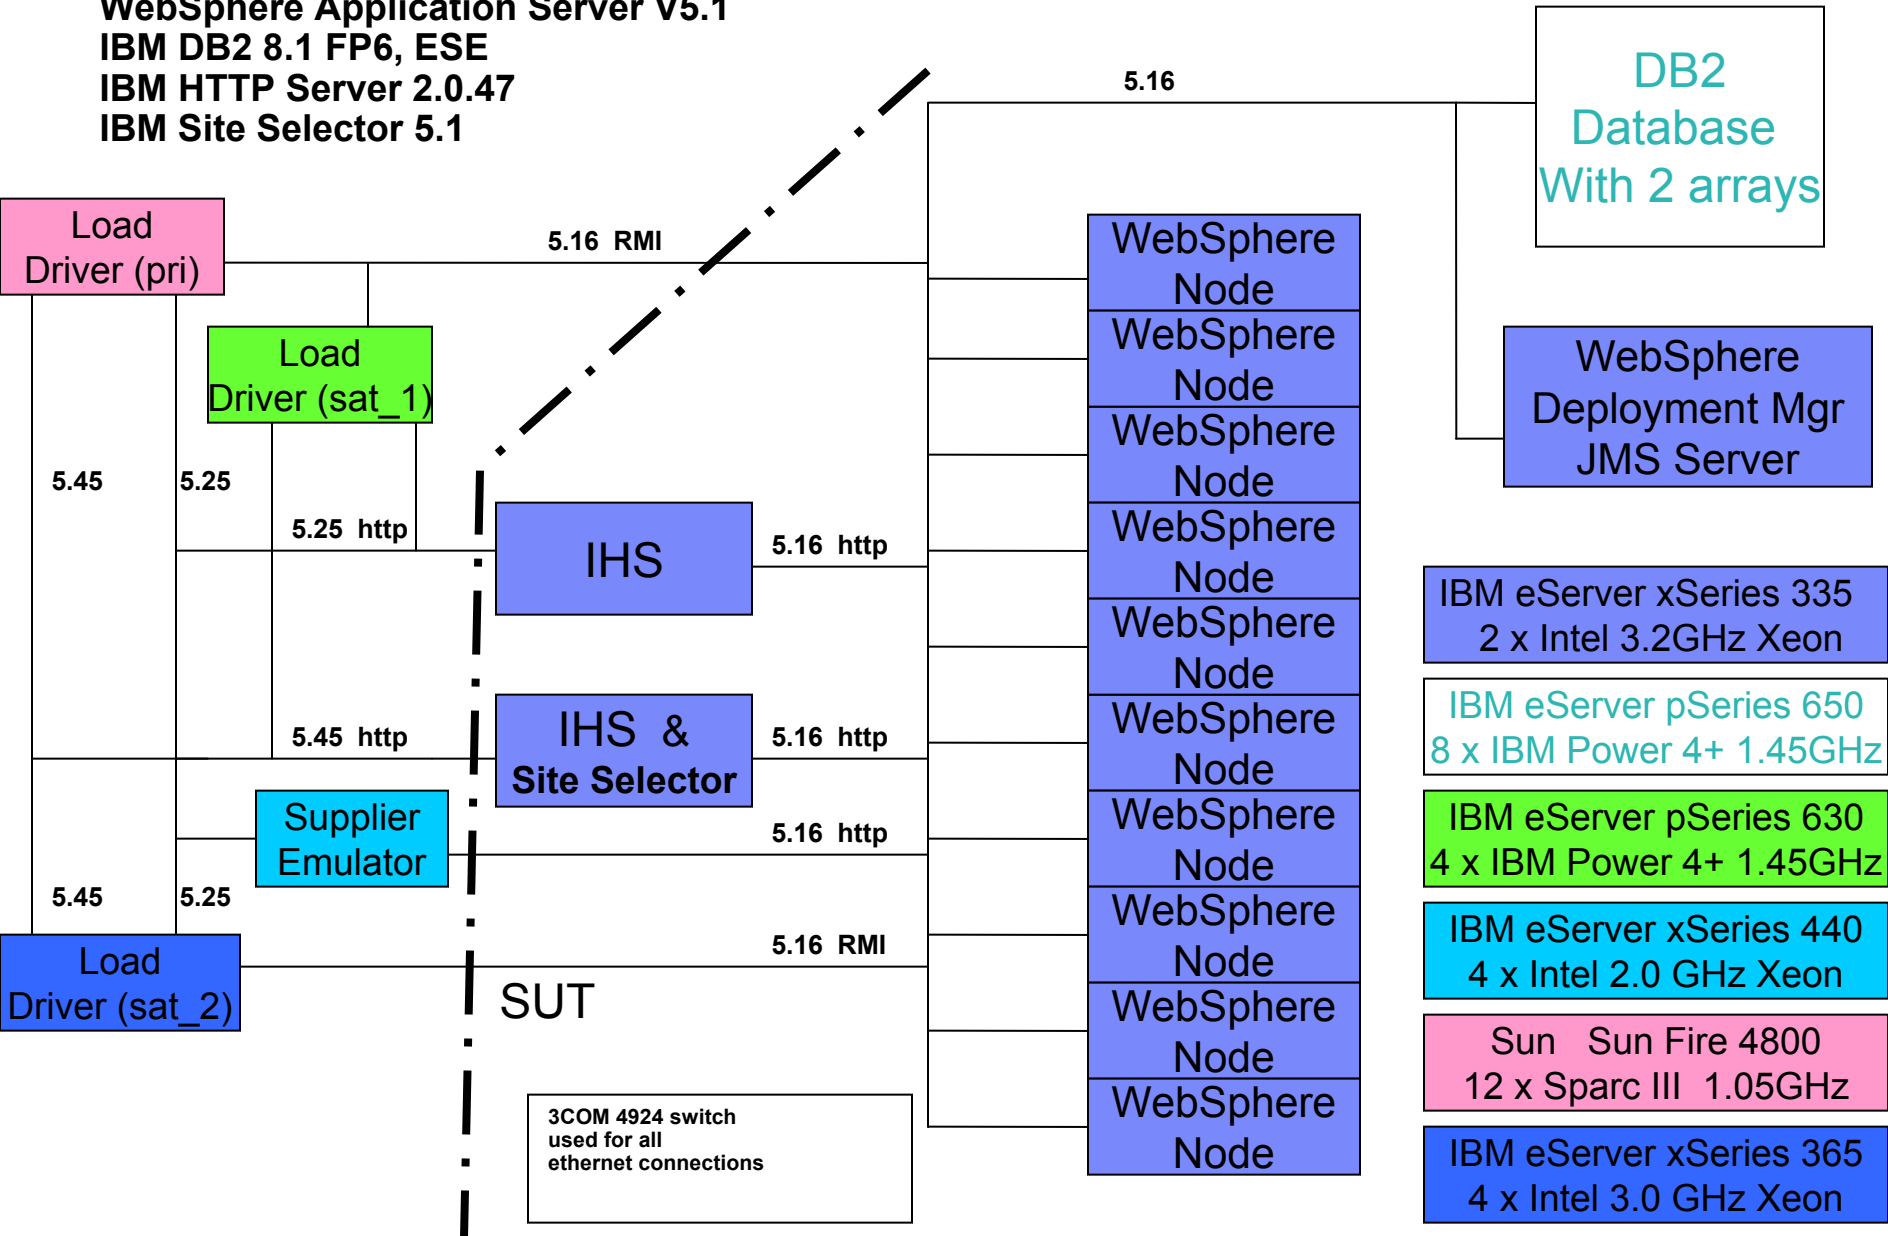 WebSphere Application Server V5.1
IBM DB2 8.1 FP6, ESE
IBM HTTP Server 2.0.47
IBM Site Selector 5.1
5.16
DB2
Database
With 2 arrays
Load
Driver (pri)
5.16 RMI
Load
Driver (sat_1)
5.45
5.25
5.25 http
IHS
5.16 http
5.45 http
IHS &
Site Selector
5.16 http
Supplier
Emulator
5.16 http
5.45
5.25
Load
Driver (sat_2)
5.16 RMI
SUT
3COM 4924 switch
used for all
ethernet connections
WebSphere
Node
WebSphere
Node
WebSphere
Node
WebSphere
Node
WebSphere
Node
WebSphere
Node
WebSphere
Node
WebSphere
Node
WebSphere
Node
WebSphere
Node
WebSphere
Deployment Mgr
JMS Server
IBM eServer xSeries 335
2 x Intel 3.2GHz Xeon
IBM eServer pSeries 650
8 x IBM Power 4+ 1.45GHz
IBM eServer pSeries 630
4 x IBM Power 4+ 1.45GHz
IBM eServer xSeries 440
4 x Intel 2.0 GHz Xeon
Sun Sun Fire 4800
12 x Sparc III 1.05GHz
IBM eServer xSeries 365
4 x Intel 3.0 GHz Xeon